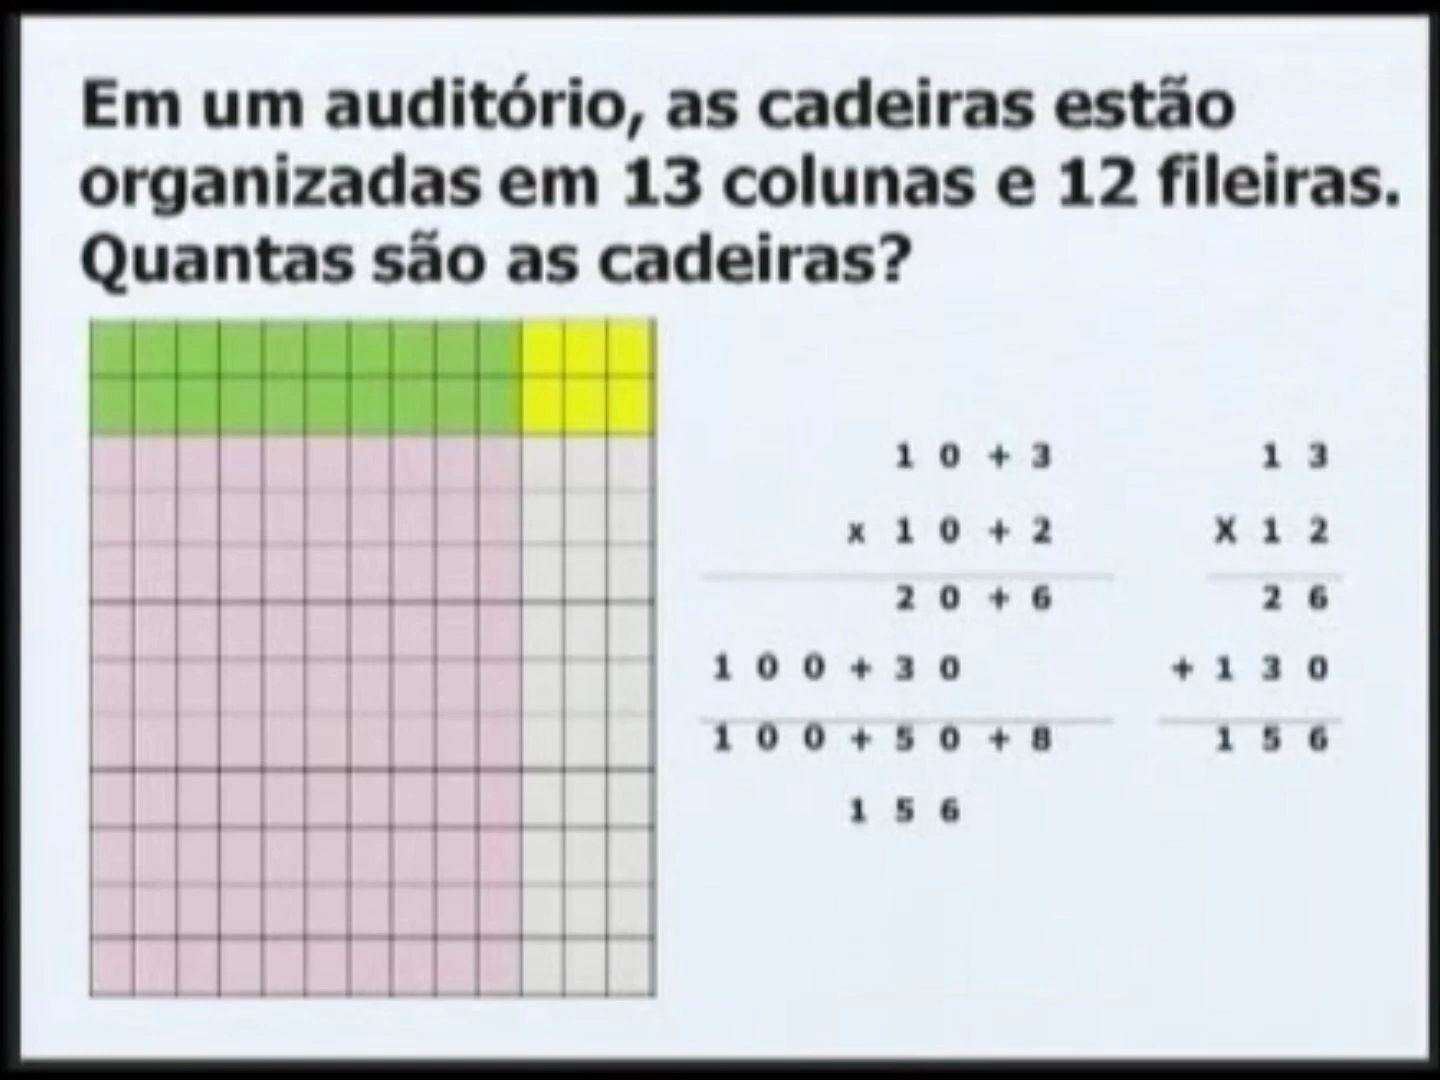 Em um auditório, as cadeiras estão
organizadas em 13 colunas e 12 fileiras.
Quantas são as cadeiras?
1 0 + 3
x 1 0 + 2
2 0 + 6
1 0 0 + 3 0
1 0 0 + 5 0 + 8
1 5 6
1 3
X 1 2
2 6
+ 1 3 0
1 5 6